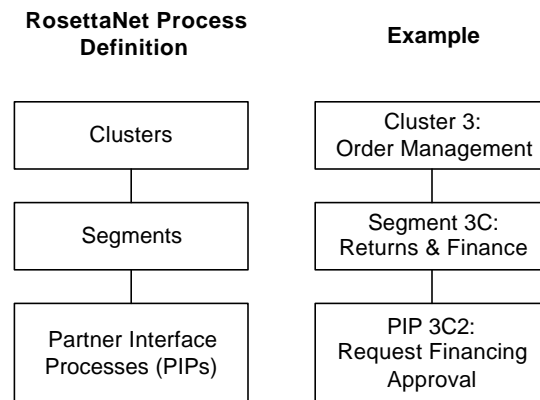 RosettaNet Process
Definition
Example
Clusters
Cluster 3:
Order Management
Segments
Segment 3C:
Returns & Finance
Partner Interface
Processes (PIPs)
PIP 3C2:
Request Financing
Approval